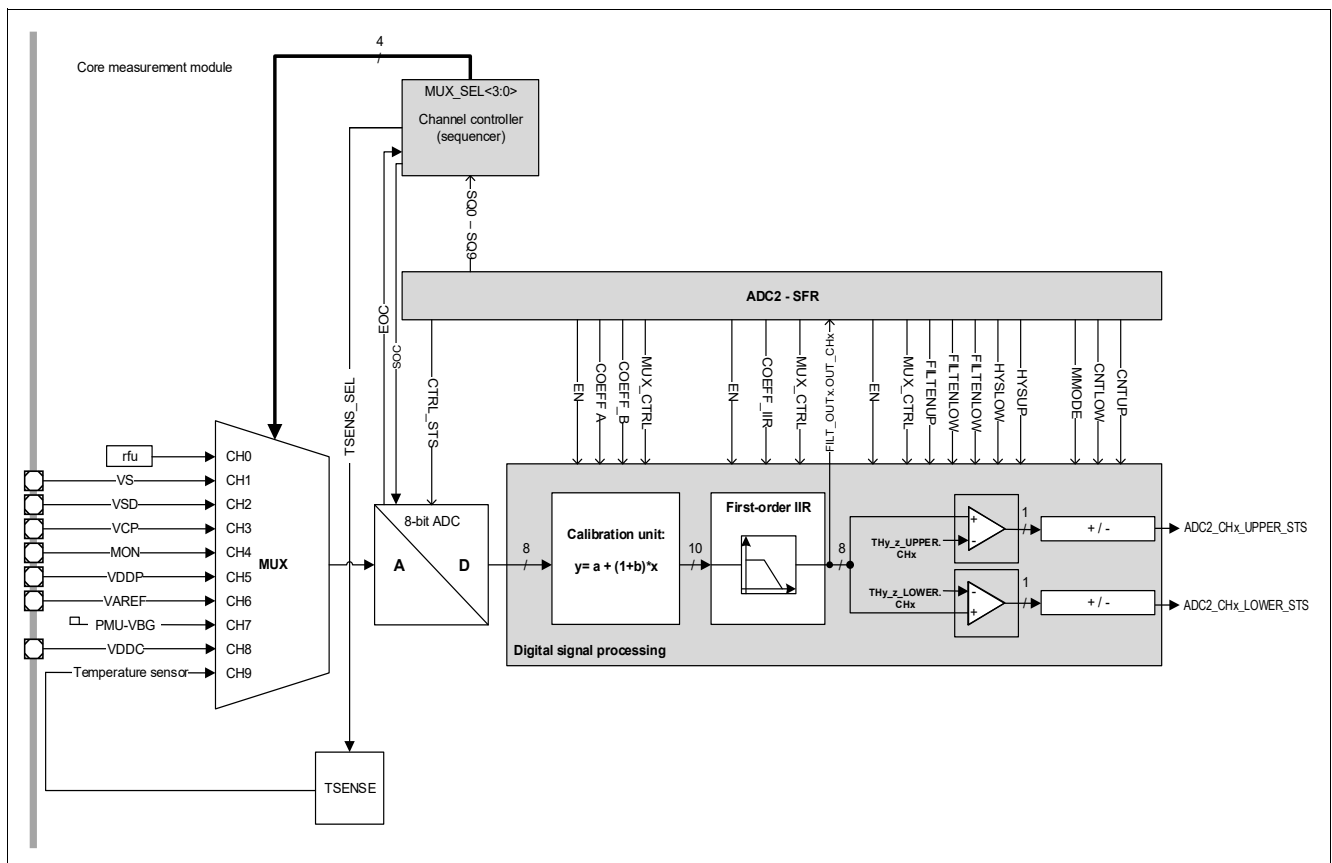 4
Core measurement module
MUX_SEL<3:0>
Channel controller
(sequencer)
SQ0 – SQ9
ADC2 - SFR
TSENS_SEL
EOC
SOC
CTRL_STS
EN
COEFF_A
COEFF_B
MUX_CTRL
EN
COEFF_IIR
MUX_CTRL
FILT_OUTx.OUT_CHx
EN
MUX_CTRL
FILTENUP
FILTENLOW
FILTENLOW
HYSLOW
HYSUP
MMODE
CNTLOW
CNTUP
rfu
CH0
VS
CH1
VSD
CH2
VCP
CH3
MON
CH4
VDDP
CH5
VAREF
CH6
PMU-VBG
CH7
VDDC
CH8
Temperature sensor
CH9
MUX
8-bit ADC
A
D
8
Calibration unit:
y= a + (1+b)*x
10
First-order IIR
8
+
-
THy_z_UPPER.
CHx
1
+ / -
ADC2_CHx_UPPER_STS
-
+
THy_z_LOWER.
CHx
1
+ / -
ADC2_CHx_LOWER_STS
Digital signal processing
TSENSE